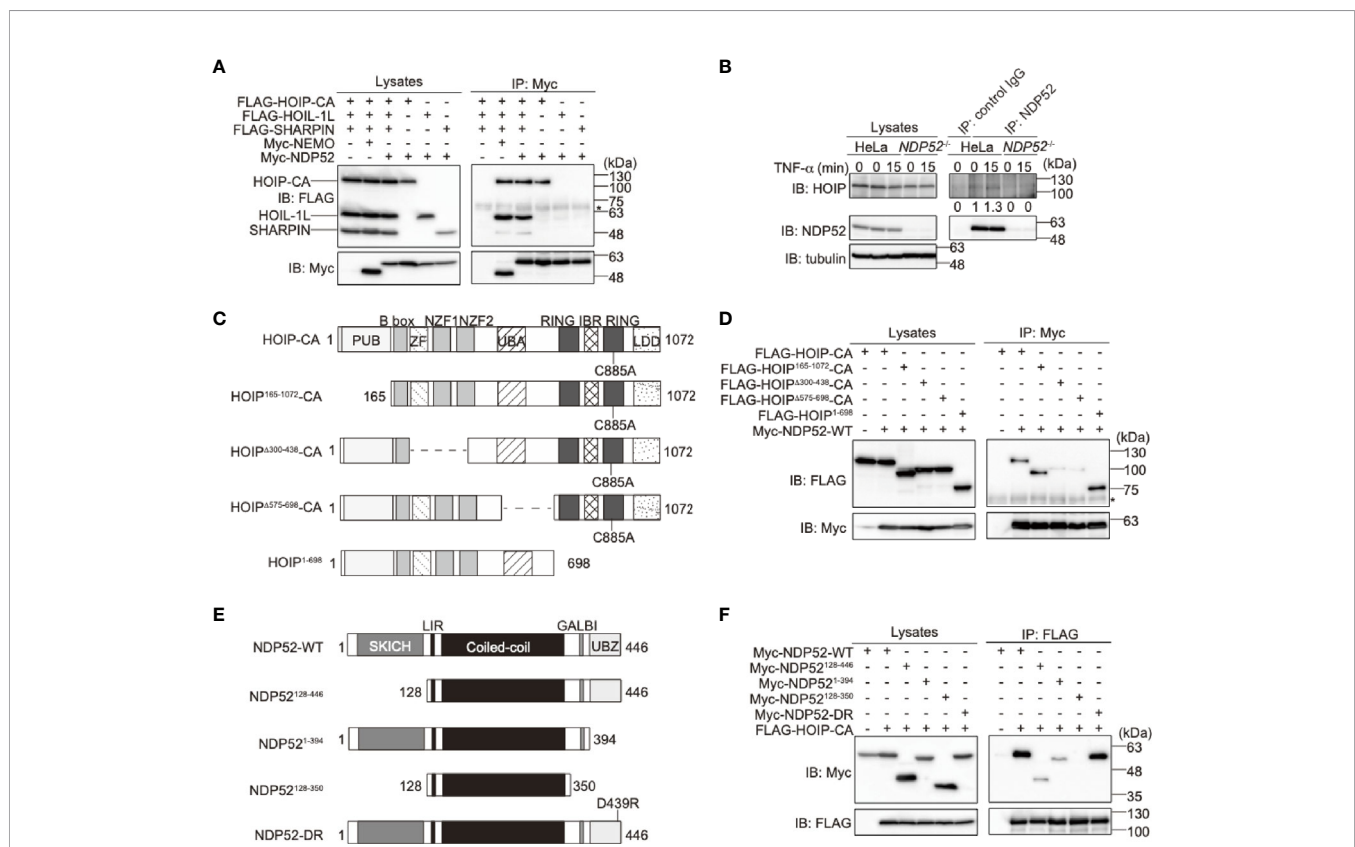 A
Lysates IP: Myc
FLAG-HOIP-CA + + + + - - + + + + - -
FLAG-HOIL-1L + + + - + - + + + - + -
FLAG-SHARPIN + + + - - + + + + - - +
Myc-NEMO - + - - - - - + - - - -
Myc-NDP52 - - + + + + - - + + + +
(kDa)
HOIP-CA 130
100
IB: FLAG 75
*
HOIL-1L 63
SHARPIN 48
IB: Myc 63
48
B
IP: control IgG
IP: NDP52
Lysates
HeLa NDP52-/- HeLa NDP52-/-
TNF-α (min) 0 0 15 0 15 0 0 15 0 15 (kDa)
IB: HOIP 130
100
0 1 1.3 0 0
IB: NDP52 63
48
IB: tubulin 63
48
C
B box NZF1NZF2 RING IBR RING
HOIP-CA 1 PUB ZF UBA LDD 1072
C885A
HOIP165-1072-CA 165 1072
C885A
HOIPΔ300-438-CA 1 1072
C885A
HOIPΔ575-698-CA 1 1072
C885A
HOIP1-698 1 698
D
Lysates IP: Myc
FLAG-HOIP-CA + + - - - - + + - - - -
FLAG-HOIP165-1072-CA - - + - - - - - + - - -
FLAG-HOIPΔ300-438-CA - - - + - - - - - + - -
FLAG-HOIPΔ575-698-CA - - - - + - - - - - + -
FLAG-HOIP1-698 - - - - - + - - - - - +
Myc-NDP52-WT - + + + + + - + + + + +
(kDa)
130
IB: FLAG 100
75
*
IB: Myc 63
E
LIR GALBI
NDP52-WT 1 SKICH Coiled-coil UBZ 446
NDP52128-446 128 446
NDP521-394 1 394
NDP52128-350 128 350
D439R
NDP52-DR 1 446
F
Lysates IP: FLAG
Myc-NDP52-WT + + - - - - + + - - - -
Myc-NDP52128-446 - - + - - - - - + - - -
Myc-NDP521-394 - - - + - - - - - + - -
Myc-NDP52128-350 - - - - + - - - - - + -
Myc-NDP52-DR - - - - - + - - - - - +
FLAG-HOIP-CA - + + + + + - + + + + +
(kDa)
63
IB: Myc 48
35
IB: FLAG 130
100